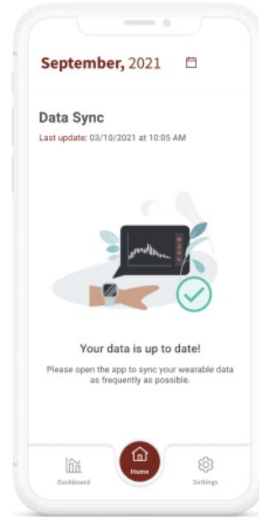 September, 2021
Data Sync
Last update: 03/10/2021 at 10:05 AM
Your data is up to date!
Please open the app to sync your wearable data
as frequently as possible.
Dashboard
Home
Settings